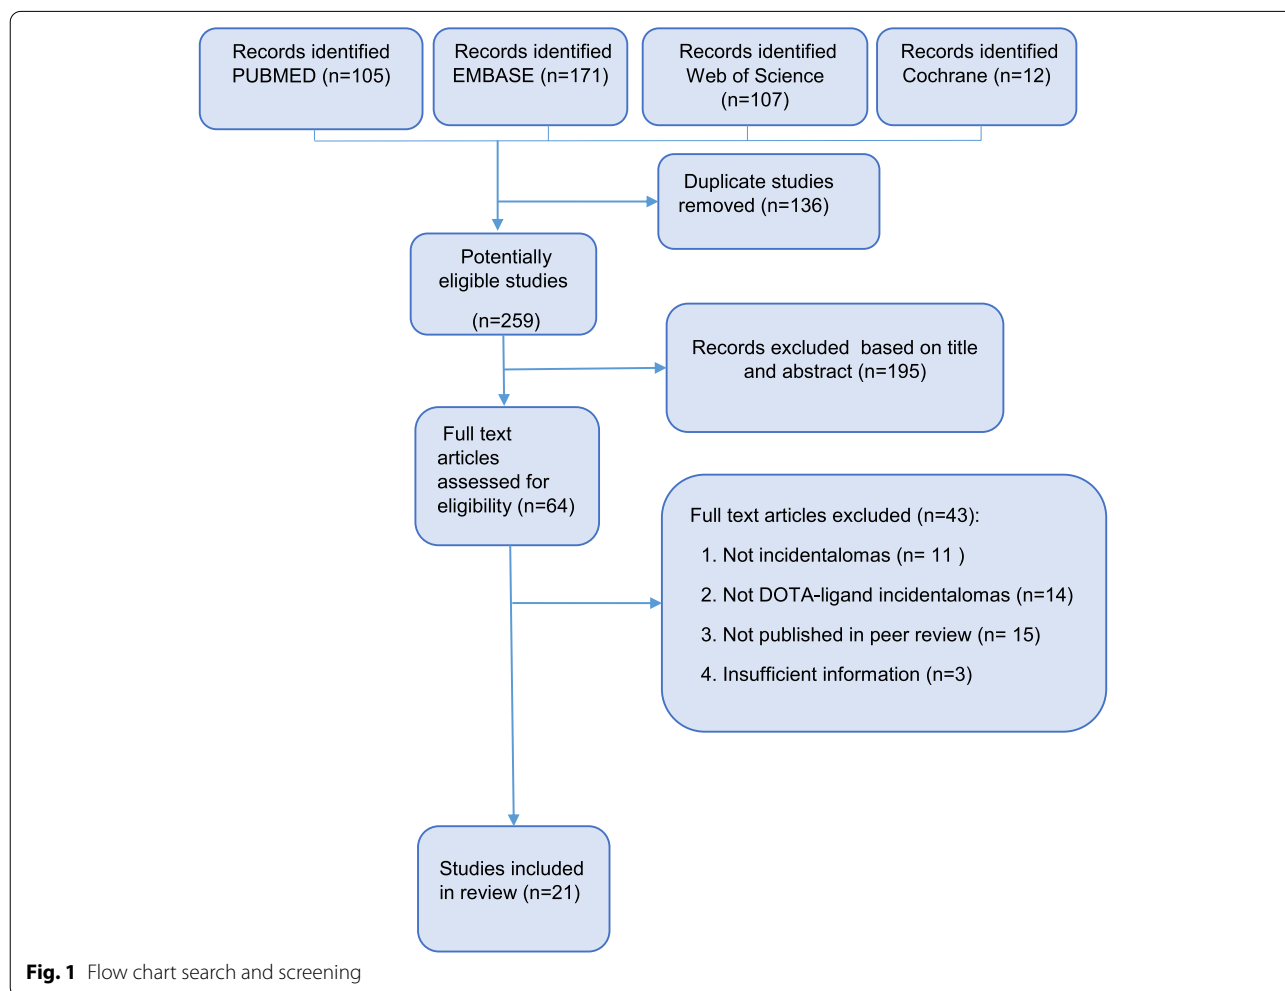 Records identified
PUBMED (n=105)
Records identified
EMBASE (n=171)
Records identified
Web of Science
(n=107)
Records identified
Cochrane (n=12)
Duplicate studies
removed (n=136)
Potentially
eligible studies
(n=259)
Records excluded based on title
and abstract (n=195)
Full text
articles
assessed for
eligibility (n=64)
Full text articles excluded (n=43):
1. Not incidentalomas (n= 11 )
2. Not DOTA-ligand incidentalomas (n=14)
3. Not published in peer review (n= 15)
4. Insufficient information (n=3)
Studies included
in review (n=21)
Fig. 1 Flow chart search and screening